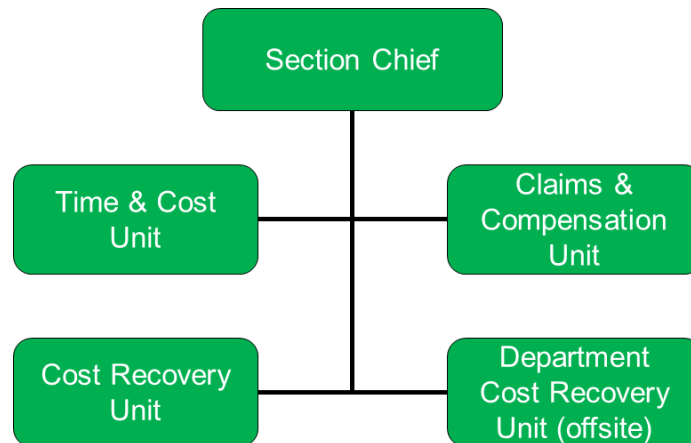 Section Chief
Time & Cost
Unit
Claims &
Compensation
Unit
Cost Recovery
Unit
Department
Cost Recovery
Unit (offsite)